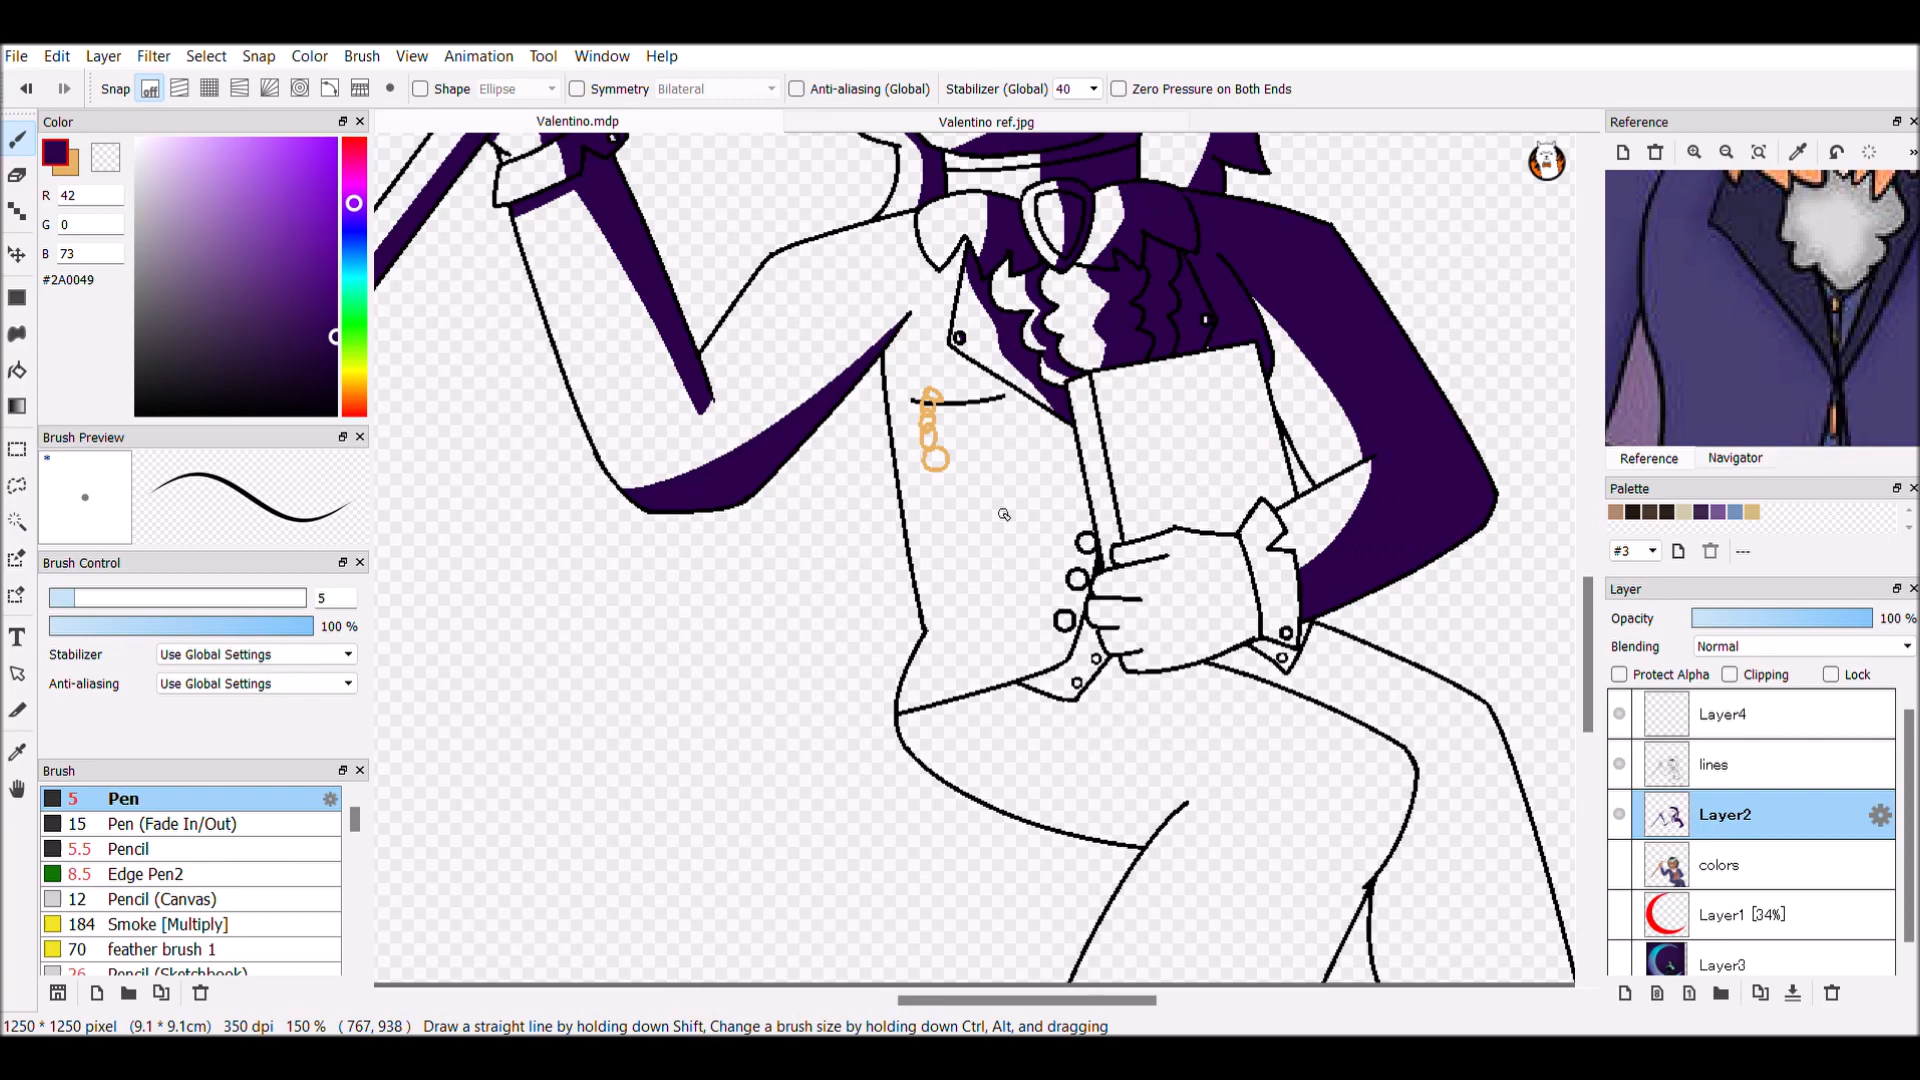 File Edit Layer Filter Select Snap Color Brush View Animation Tool Window Help
Snap off Shape Ellipse Symmetry Bilateral Anti-aliasing (Global) Stabilizer (Global) 40 Zero Pressure on Both Ends
Color
R 42
G 0
B 73
#2A0049
Brush Preview
*
Brush Control
5
100 %
Stabilizer Use Global Settings
Anti-aliasing Use Global Settings
Brush
5 Pen
15 Pen (Fade In/Out)
5.5 Pencil
8.5 Edge Pen2
12 Pencil (Canvas)
184 Smoke [Multiply]
70 feather brush 1
26 Pencil (Sketchbook)
Valentino.mdp Valentino ref.jpg
Reference
»
Reference Navigator
Palette
#3 ---
Layer
Opacity 100 %
Blending Normal
Protect Alpha Clipping Lock
Layer4
lines
Layer2
colors
Layer1 [34%]
Layer3
1250 * 1250 pixel (9.1 * 9.1cm) 350 dpi 150 % ( 767, 938 ) Draw a straight line by holding down Shift, Change a brush size by holding down Ctrl, Alt, and dragging